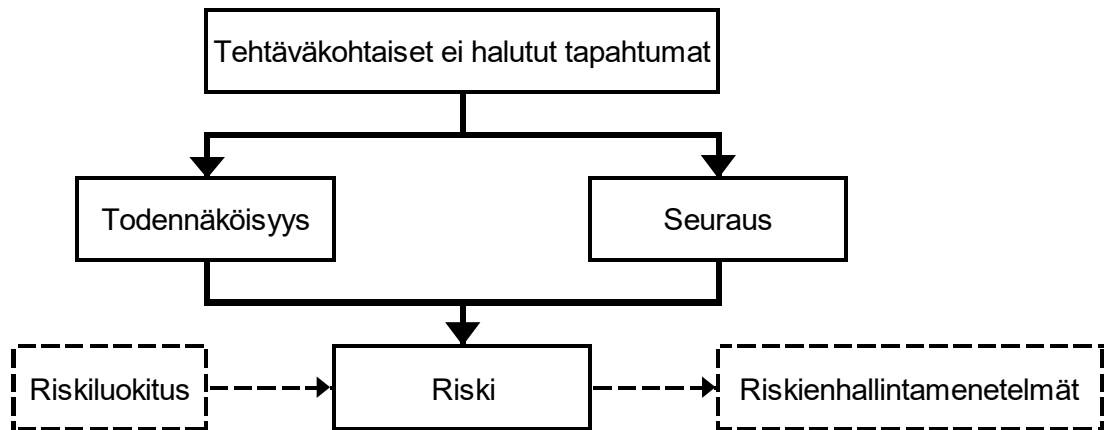 Tehtäväkohtaiset ei halutut tapahtumat
Todennäköisyys
Seuraus
Riskiluokitus
Riski
Riskienhallintamenetelmät